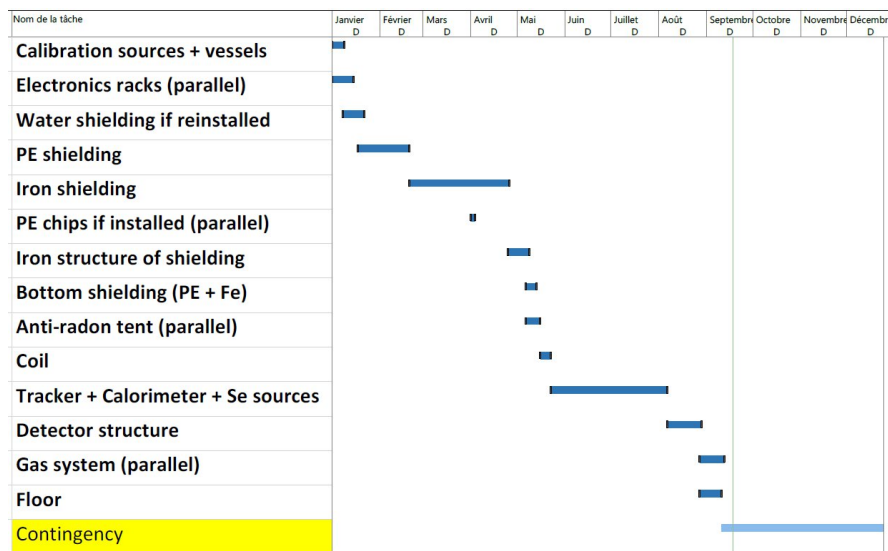 Nom de la tâche
Janvier Février Mars Avril Mai Juin Juillet Août Septembre Octobre Novembre Décembre
D D D D D D D D D D D D
Calibration sources + vessels
Electronics racks (parallel)
Water shielding if reinstalled
PE shielding
Iron shielding
PE chips if installed (parallel)
Iron structure of shielding
Bottom shielding (PE + Fe)
Anti-radon tent (parallel)
Coil
Tracker + Calorimeter + Se sources
Detector structure
Gas system (parallel)
Floor
Contingency